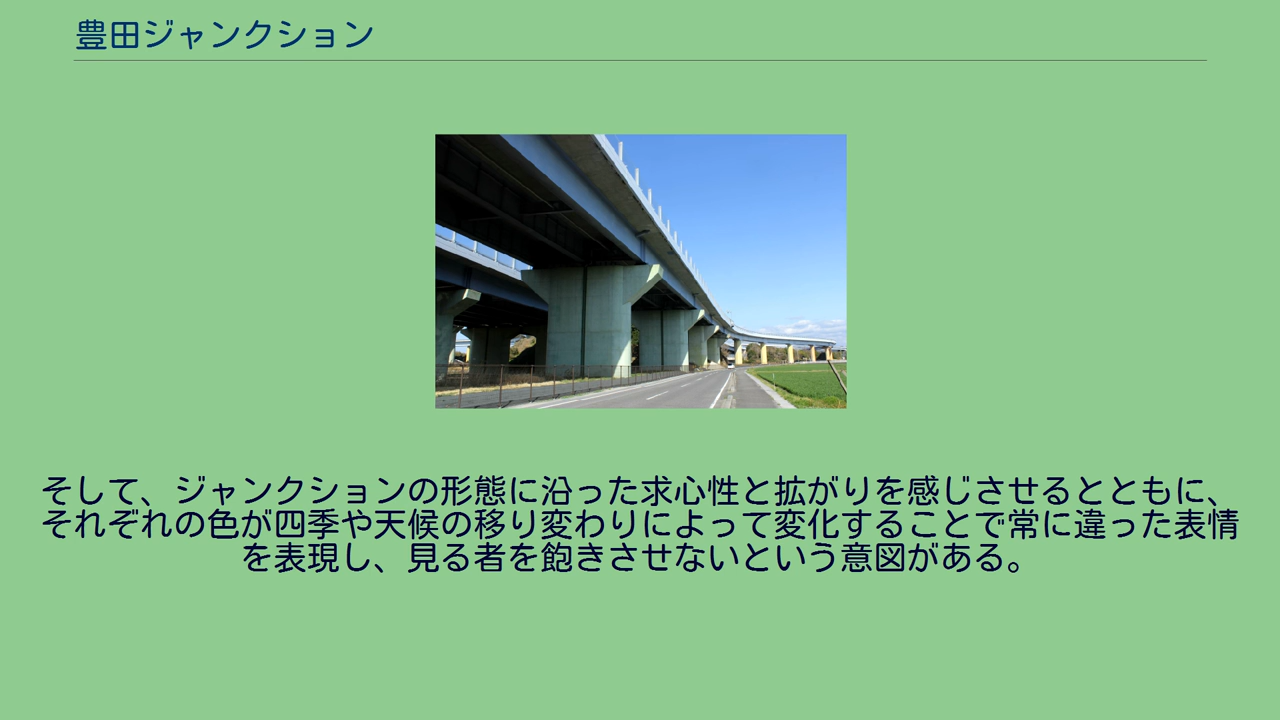 豊田ジャンクション
そして、ジャンクションの形態に沿った求心性と拡がりを感じさせるとともに、
それぞれの色が四季や天候の移り変わりによって変化することで常に違った表情
を表現し、見る者を飽きさせないという意図がある。